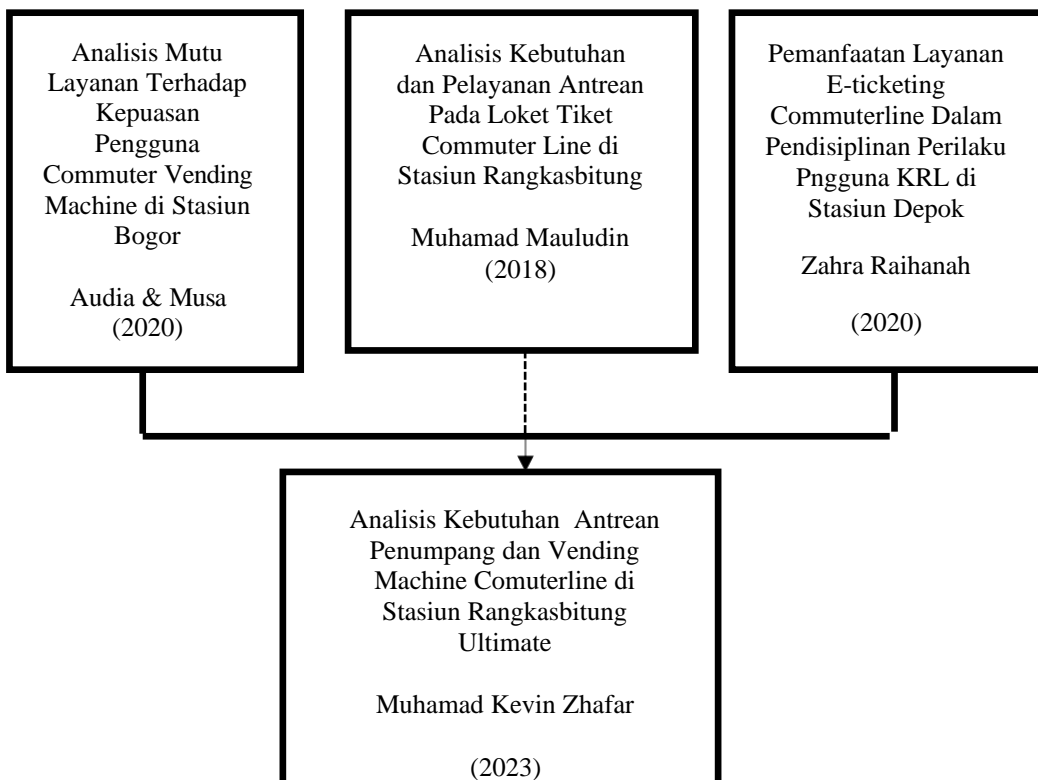 Analisis Mutu
Layanan Terhadap
Kepuasan
Pengguna
Commuter Vending
Machine di Stasiun
Bogor
Audia & Musa
(2020)
Analisis Kebutuhan
dan Pelayanan Antrean
Pada Loket Tiket
Commuter Line di
Stasiun Rangkasbitung
Muhamad Mauludin
(2018)
Pemanfaatan Layanan
E-ticketing
Commuterline Dalam
Pendisiplinan Perilaku
Pngguna KRL di
Stasiun Depok
Zahra Raihanah
(2020)
Analisis Kebutuhan Antrean
Penumpang dan Vending
Machine Comuterline di
Stasiun Rangkasbitung
Ultimate
Muhamad Kevin Zhafar
(2023)